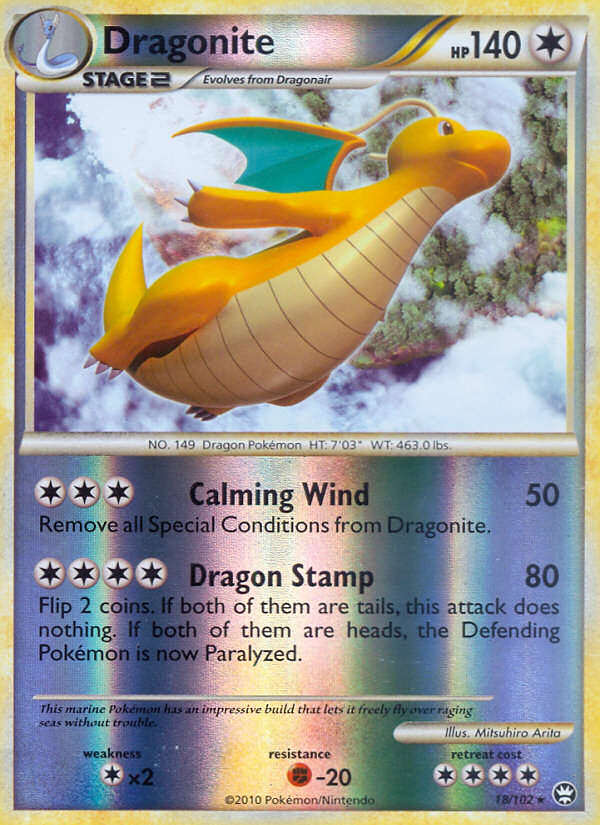 Dragonite
HP 140
STAGE 2
Evolves from Dragonair
NO. 149 Dragon Pokémon HT: 7'03" WT: 463.0 lbs.
Calming Wind 50
Remove all Special Conditions from Dragonite.
Dragon Stamp 80
Flip 2 coins. If both of them are tails, this attack does
nothing. If both of them are heads, the Defending
Pokémon is now Paralyzed.
This marine Pokémon has an impressive build that lets it freely fly over raging
seas without trouble.
Illus. Mitsuhiro Arita
weakness
×2
resistance
-20
retreat cost
©2010 Pokémon/Nintendo
18/102 ★